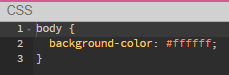 CSS
1 body {
2 background-color: #ffffff;
3 }